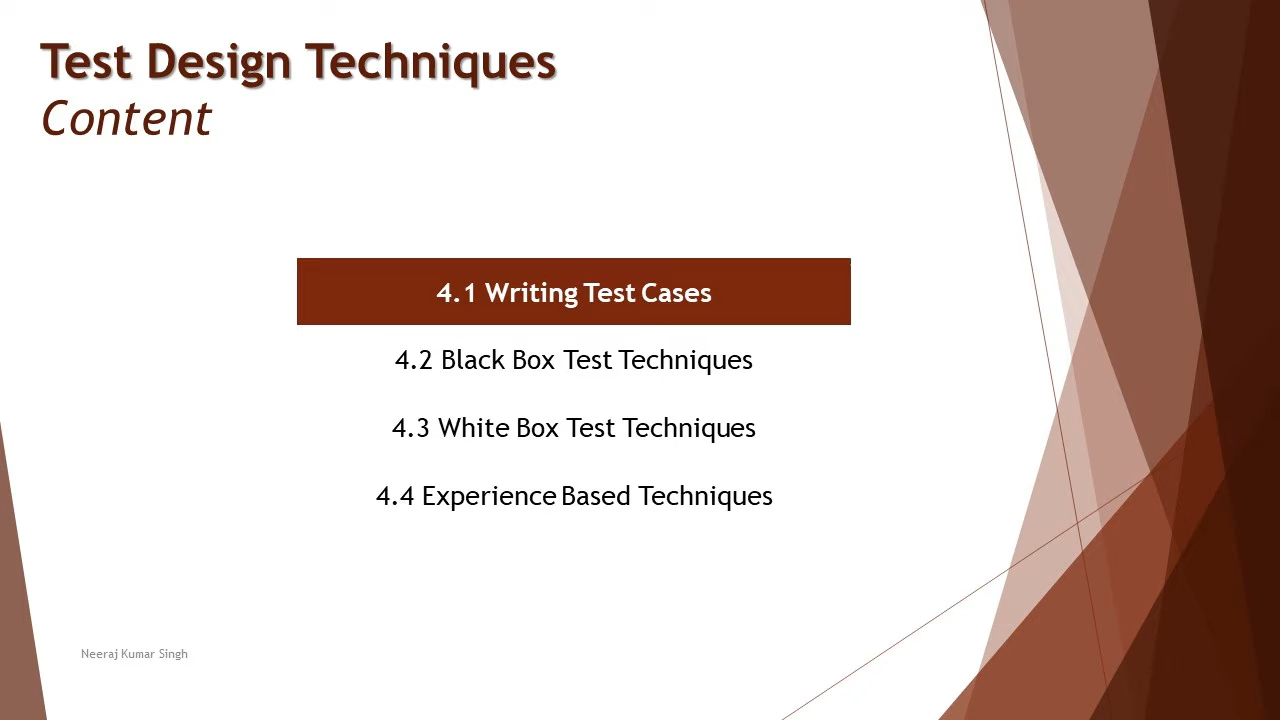 Test Design Techniques
Content
4.1 Writing Test Cases
4.2 Black Box Test Techniques
4.3 White Box Test Techniques
4.4 Experience Based Techniques
Neeraj Kumar Singh